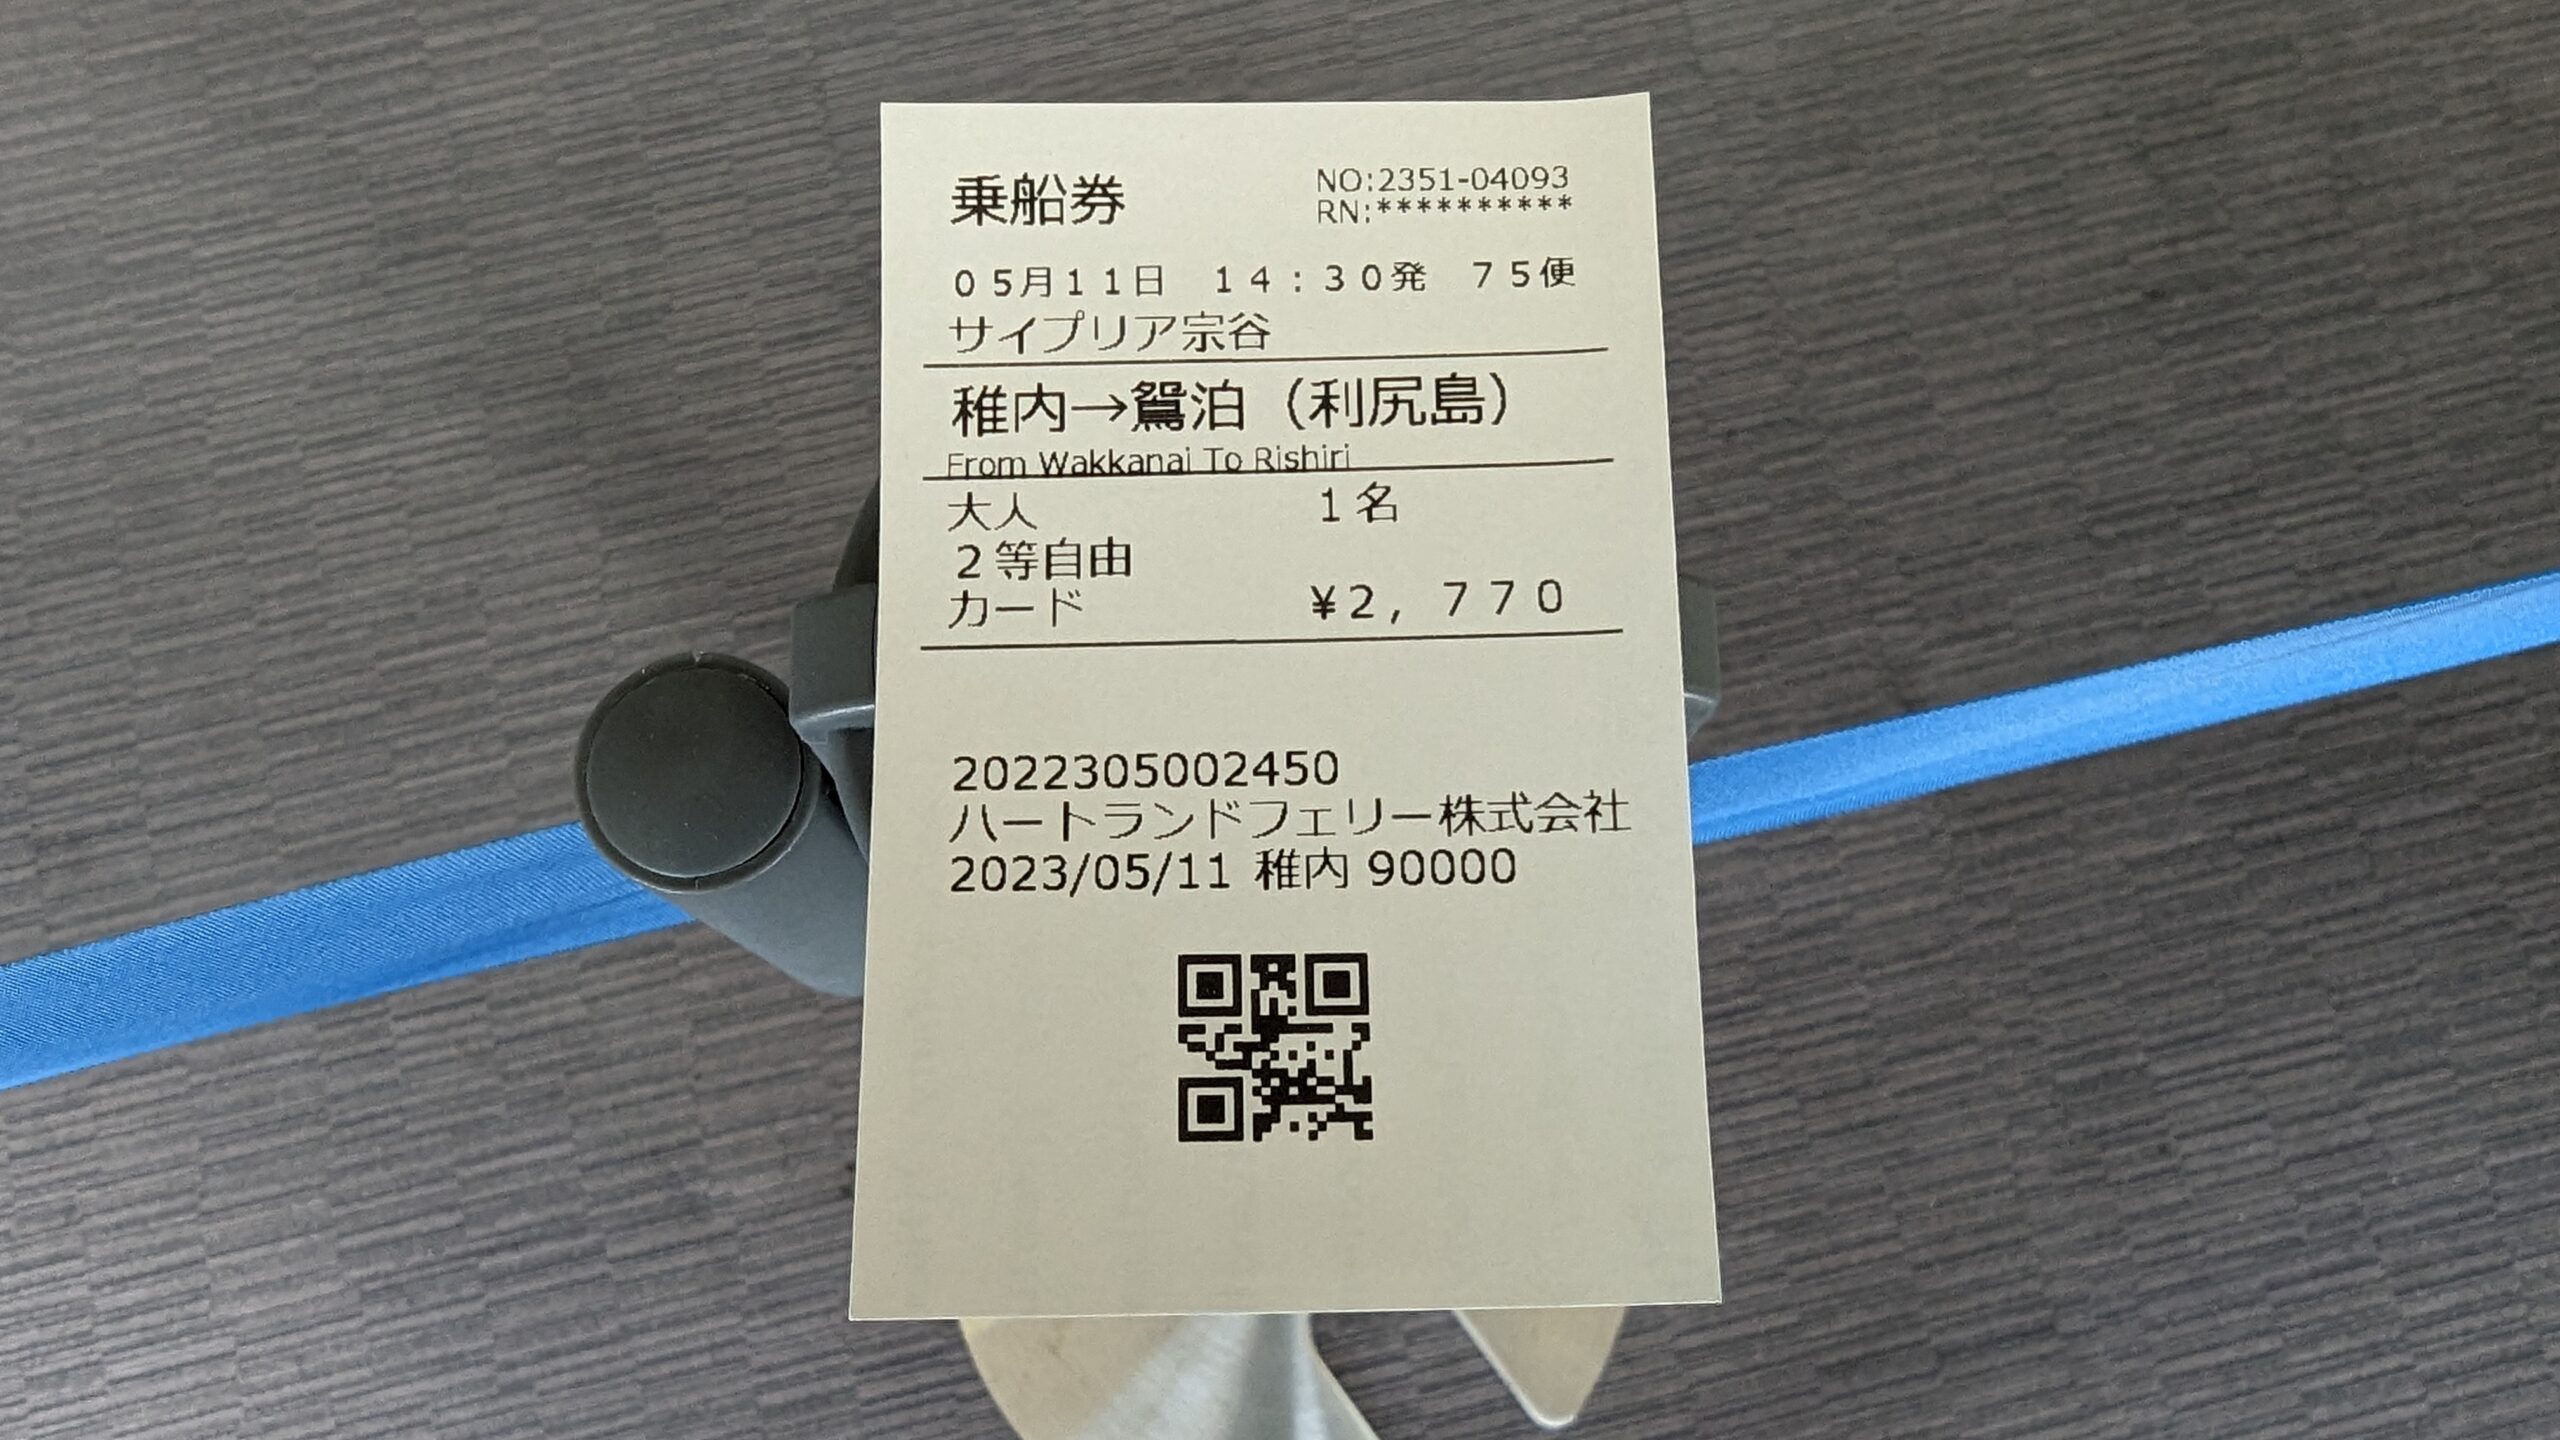 乗船券
NO:2351-04093
RN:**********
05月11日 14:30発 75便
サイプリア宗谷
稚内→鴛泊（利尻島）
From Wakkanai To Rishiri
大人 1名
2等自由
カード ¥2,770
2022305002450
ハートランドフェリー株式会社
2023/05/11 稚内 90000